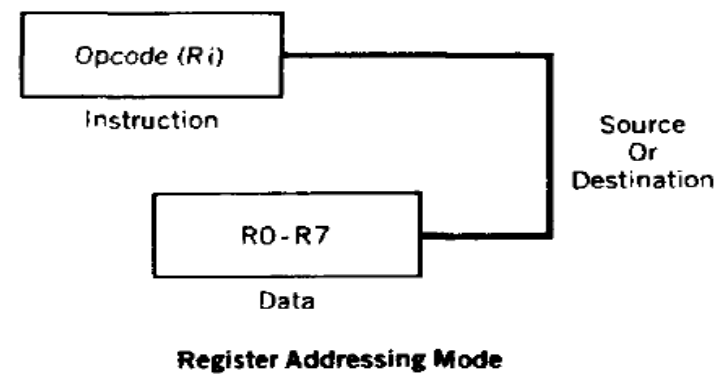 Opcode (Ri)
Instruction
Source
Or
Destination
R0-R7
Data
Register Addressing Mode